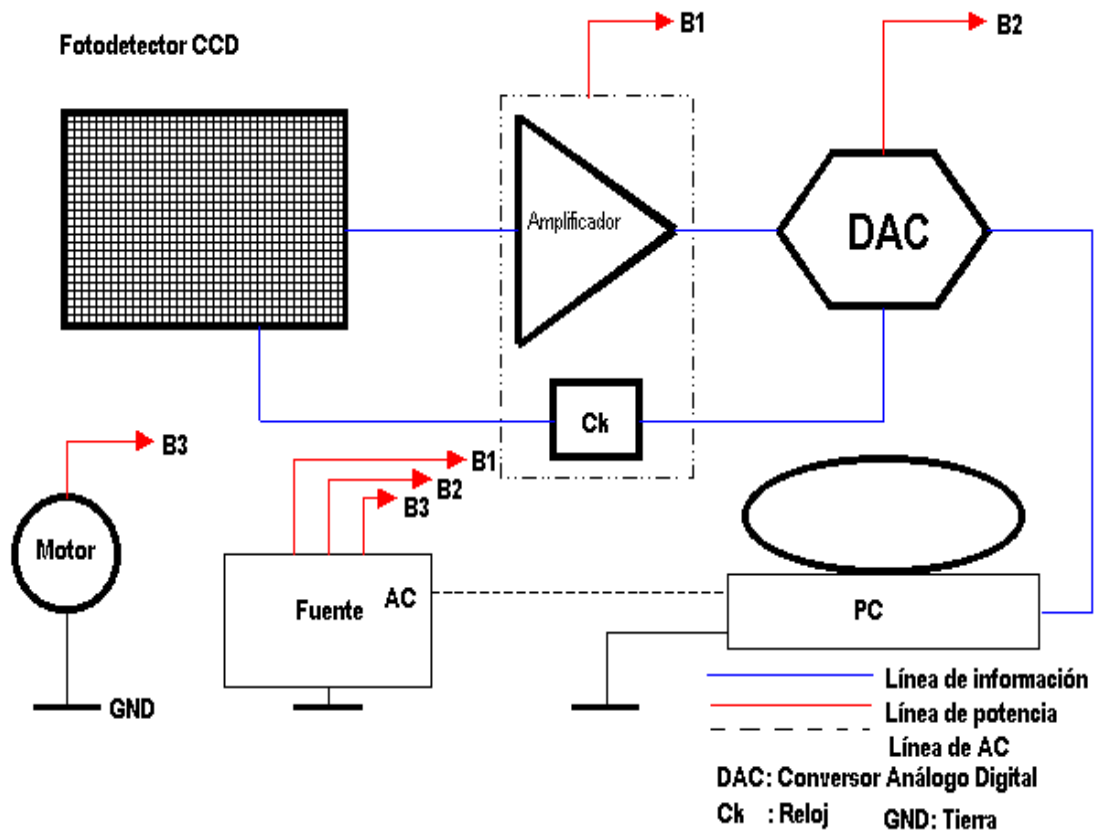 Fotodetector CCD
B1
B2
Amplificador
DAC
Ck
B3
B1
B2
B3
Motor
AC
Fuente
PC
GND
Línea de información
Línea de potencia
Línea de AC
DAC: Conversor Análogo Digital
Ck : Reloj GND: Tierra